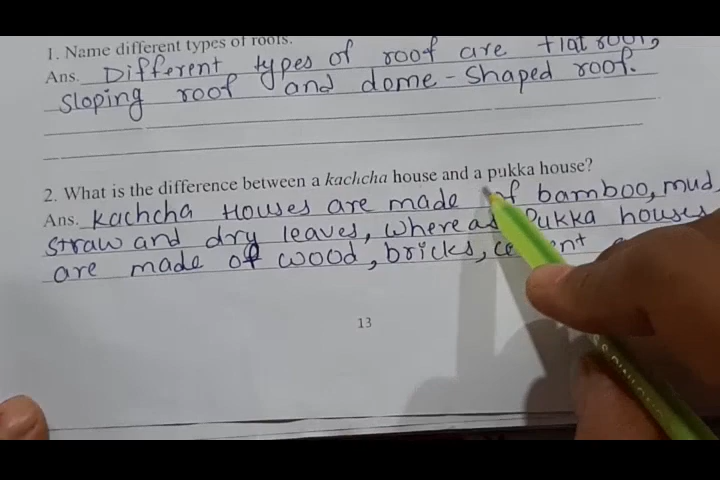 1. Name different types of roofs.
Ans. Different types of roof are flat roof,
sloping roof and dome-shaped roof.
2. What is the difference between a kachcha house and a pukka house?
Ans. Kachcha Houses are made of bamboo, mud,
straw and dry leaves, whereas Pukka houses
are made of wood, bricks, cement
13